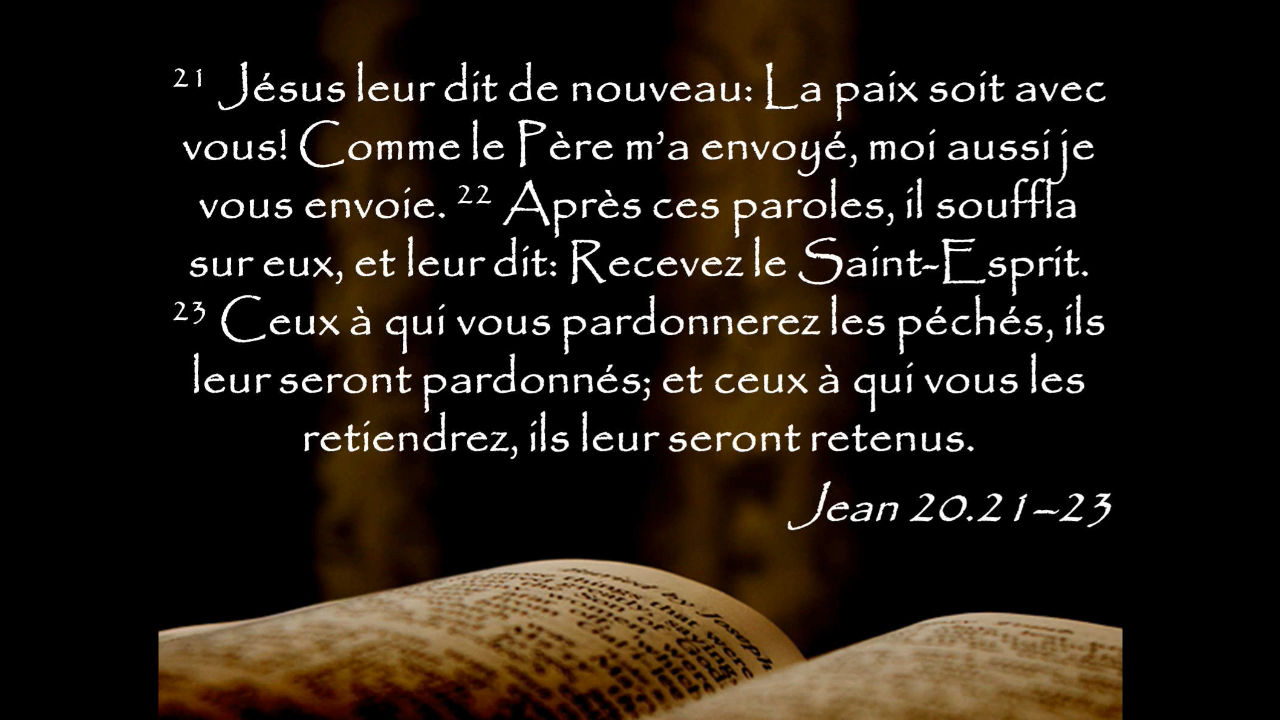 21 Jésus leur dit de nouveau: La paix soit avec
vous! Comme le Père m’a envoyé, moi aussi je
vous envoie. 22 Après ces paroles, il souffla
sur eux, et leur dit: Recevez le Saint-Esprit.
23 Ceux à qui vous pardonnerez les péchés, ils
leur seront pardonnés; et ceux à qui vous les
retiendrez, ils leur seront retenus.
Jean 20.21–23
things that were